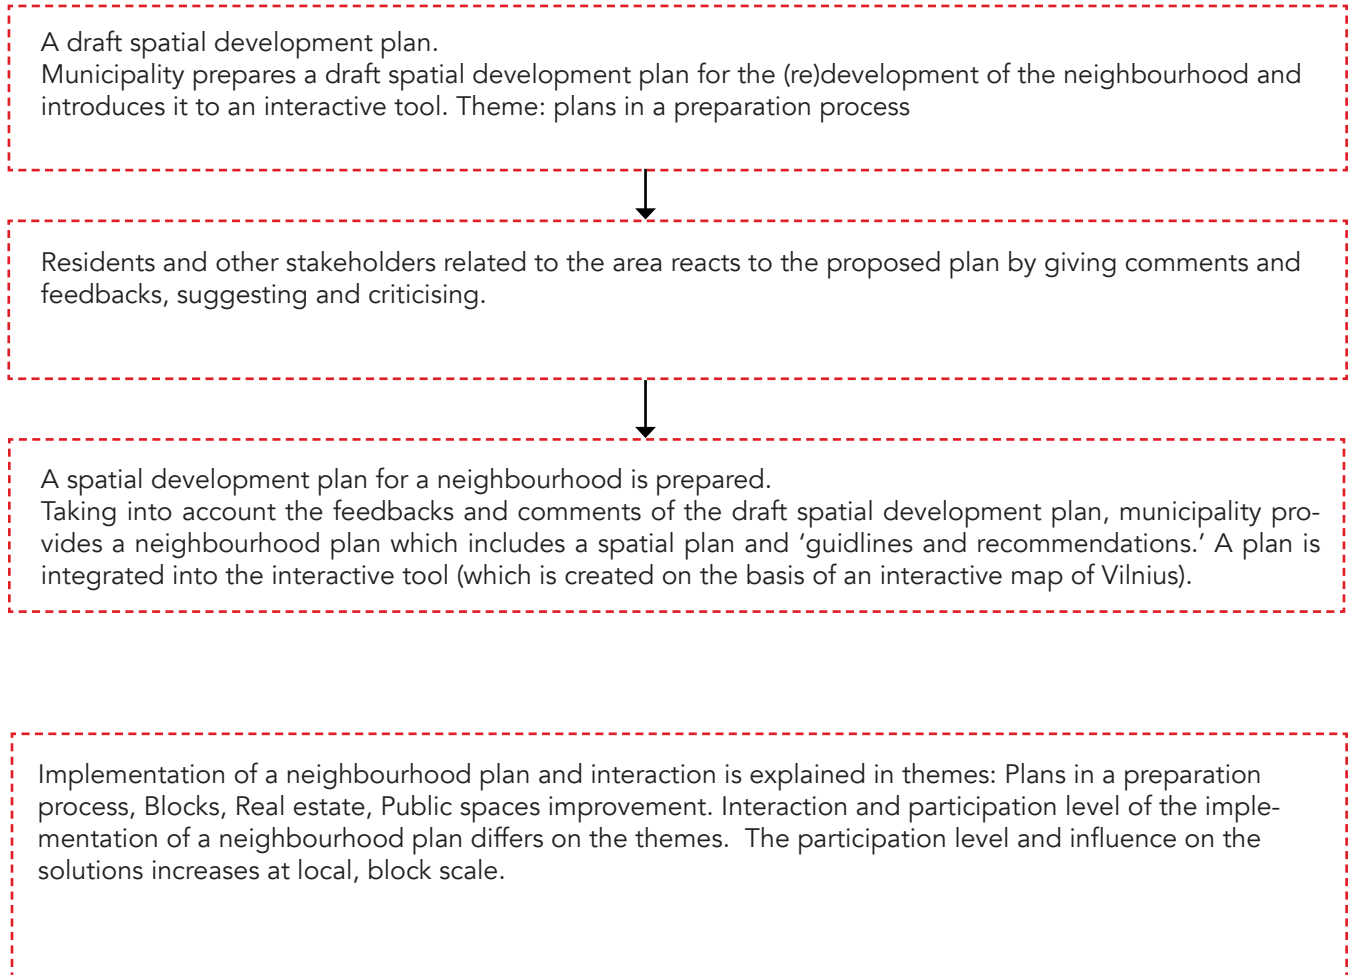 A draft spatial development plan.
Municipality prepares a draft spatial development plan for the (re)development of the neighbourhood and
introduces it to an interactive tool. Theme: plans in a preparation process
Residents and other stakeholders related to the area reacts to the proposed plan by giving comments and
feedbacks, suggesting and criticising.
A spatial development plan for a neighbourhood is prepared.
Taking into account the feedbacks and comments of the draft spatial development plan, municipality pro-
vides a neighbourhood plan which includes a spatial plan and ‘guidlines and recommendations.’ A plan is
integrated into the interactive tool (which is created on the basis of an interactive map of Vilnius).
Implementation of a neighbourhood plan and interaction is explained in themes: Plans in a preparation
process, Blocks, Real estate, Public spaces improvement. Interaction and participation level of the imple-
mentation of a neighbourhood plan differs on the themes.  The participation level and influence on the
solutions increases at local, block scale.